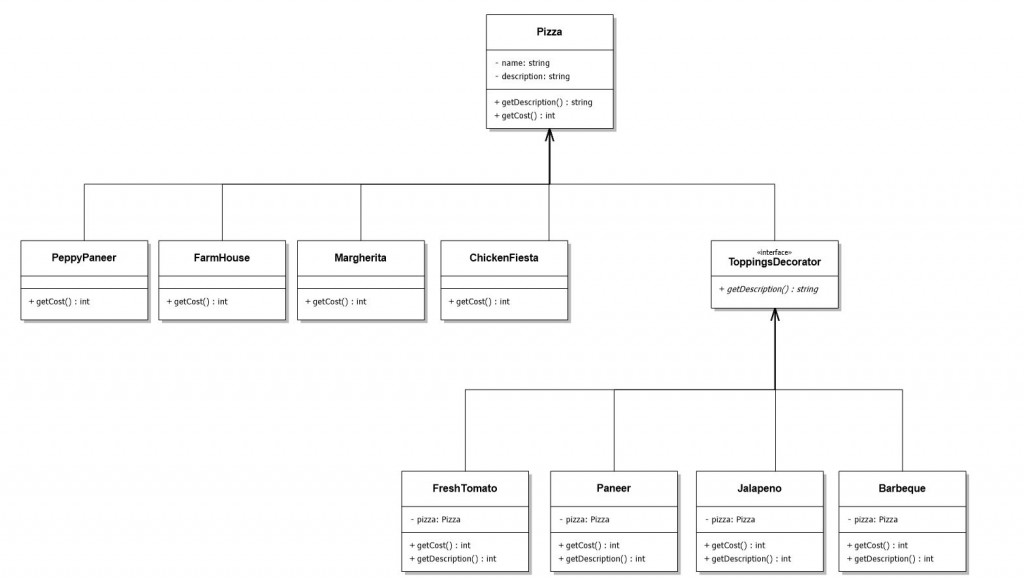 Pizza
- name: string
- description: string
+ getDescription() : string
+ getCost() : int
PeppyPaneer
+ getCost() : int
FarmHouse
+ getCost() : int
Margherita
+ getCost() : int
ChickenFiesta
+ getCost() : int
«interface»
ToppingsDecorator
+ getDescription() : string
FreshTomato
- pizza: Pizza
+ getCost() : int
+ getDescription() : int
Paneer
- pizza: Pizza
+ getCost() : int
+ getDescription() : int
Jalapeno
- pizza: Pizza
+ getCost() : int
+ getDescription() : int
Barbeque
- pizza: Pizza
+ getCost() : int
+ getDescription() : int